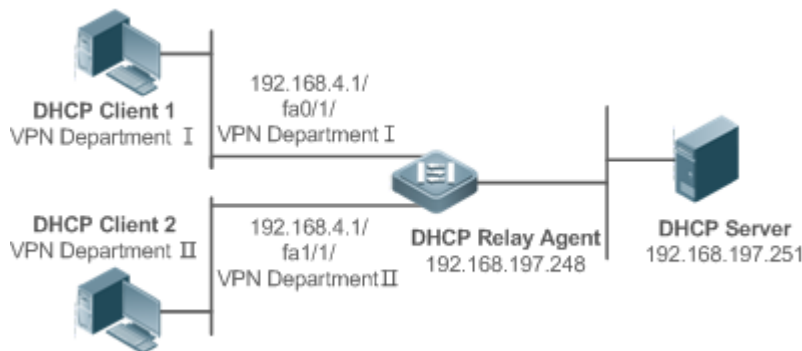 DHCP Client 1
VPN Department Ⅰ
192.168.4.1/
fa0/1/
VPN Department Ⅰ
DHCP Client 2
VPN Department Ⅱ
192.168.4.1/
fa1/1/
VPN Department Ⅱ
DHCP Relay Agent
192.168.197.248
DHCP Server
192.168.197.251